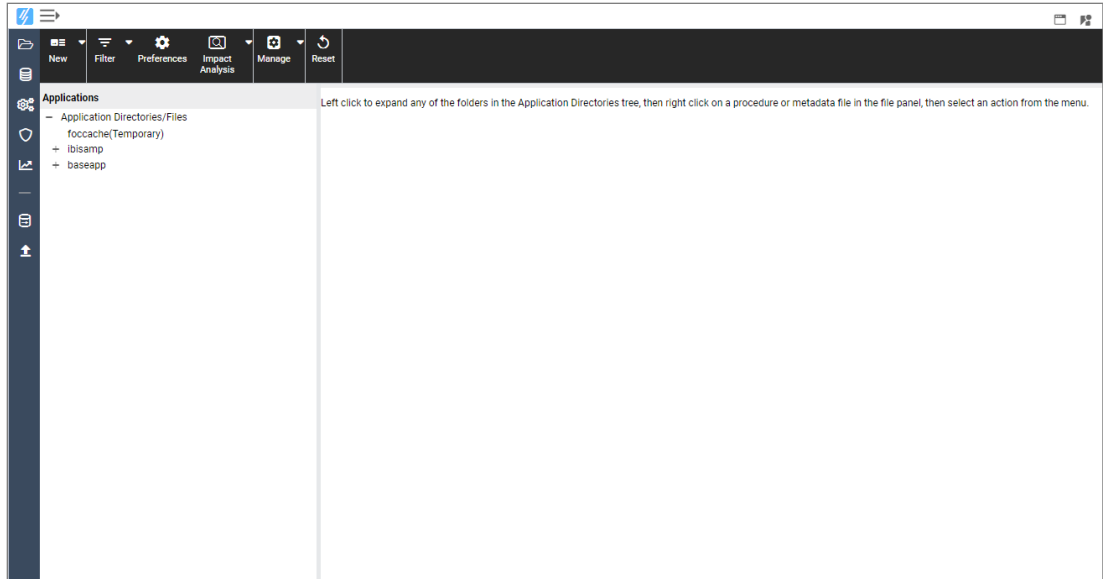 New
Filter
Preferences
Impact
Analysis
Manage
Reset
Applications
Application Directories/Files
foccache(Temporary)
ibisamp
baseapp
Left click to expand any of the folders in the Application Directories tree, then right click on a procedure or metadata file in the file panel, then select an action from the menu.